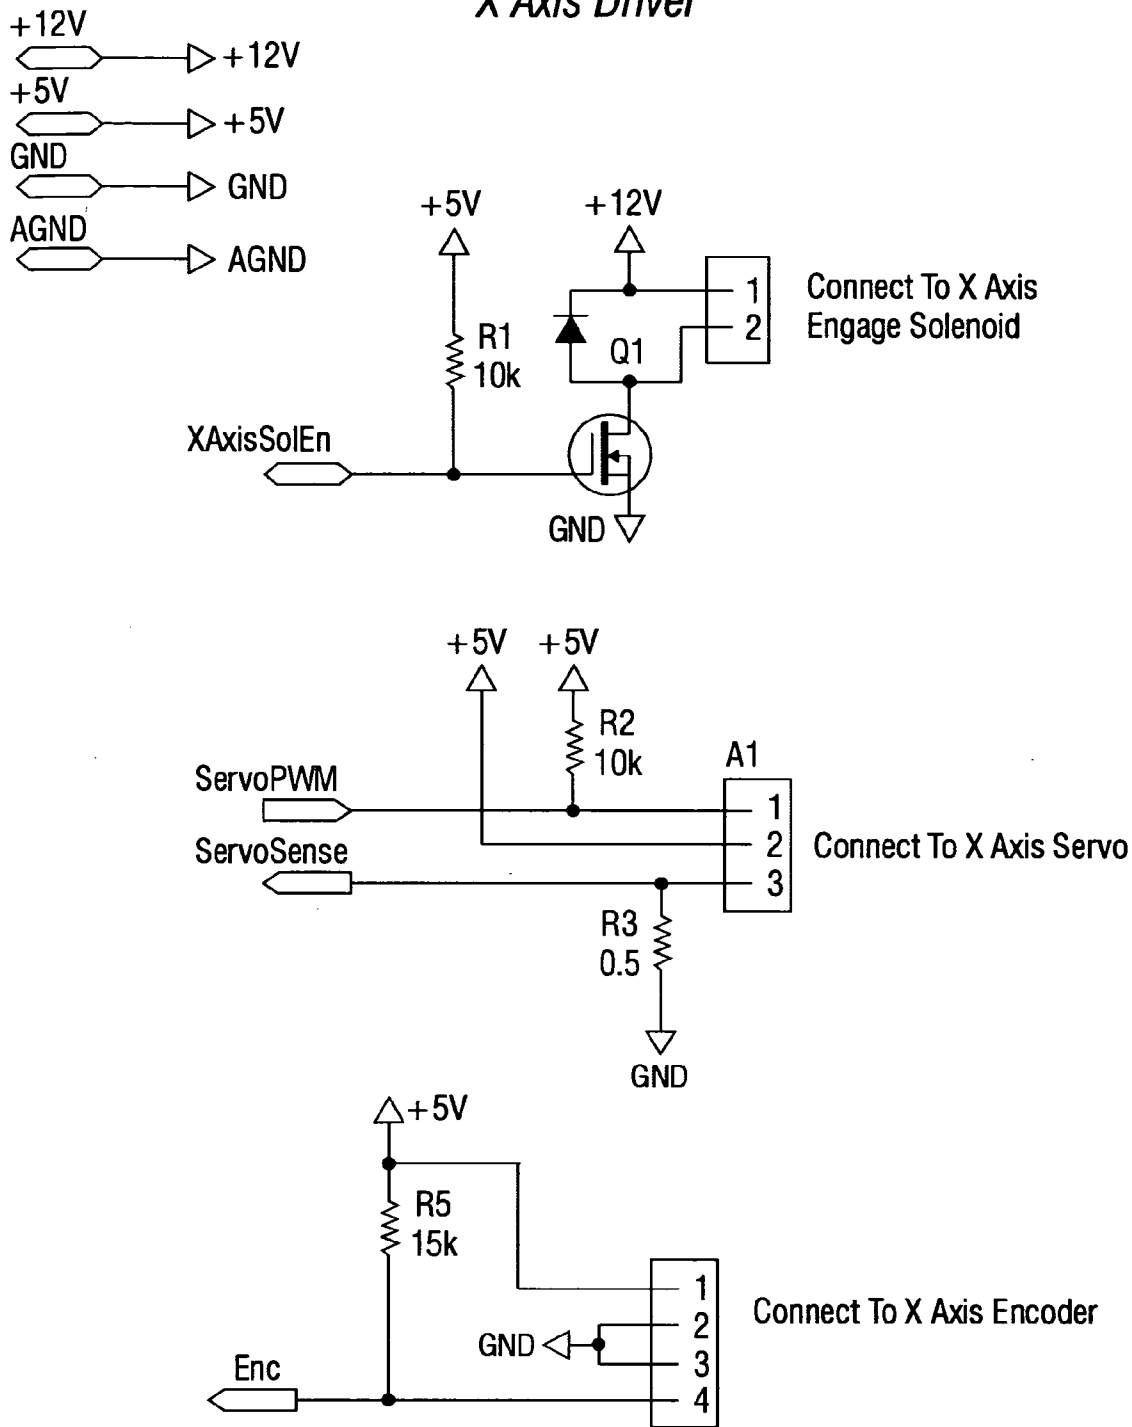 X Axis Driver
+12V
+12V
+5V
+5V
GND
GND
AGND
AGND
+5V
+12V
R1
10k
Q1
1
2
Connect To X Axis
Engage Solenoid
XAxisSolEn
GND
+5V
+5V
R2
10k
A1
ServoPWM
1
ServoSense
2
Connect To X Axis Servo
3
R3
0.5
GND
+5V
R5
15k
1
2
Connect To X Axis Encoder
GND
3
Enc
4